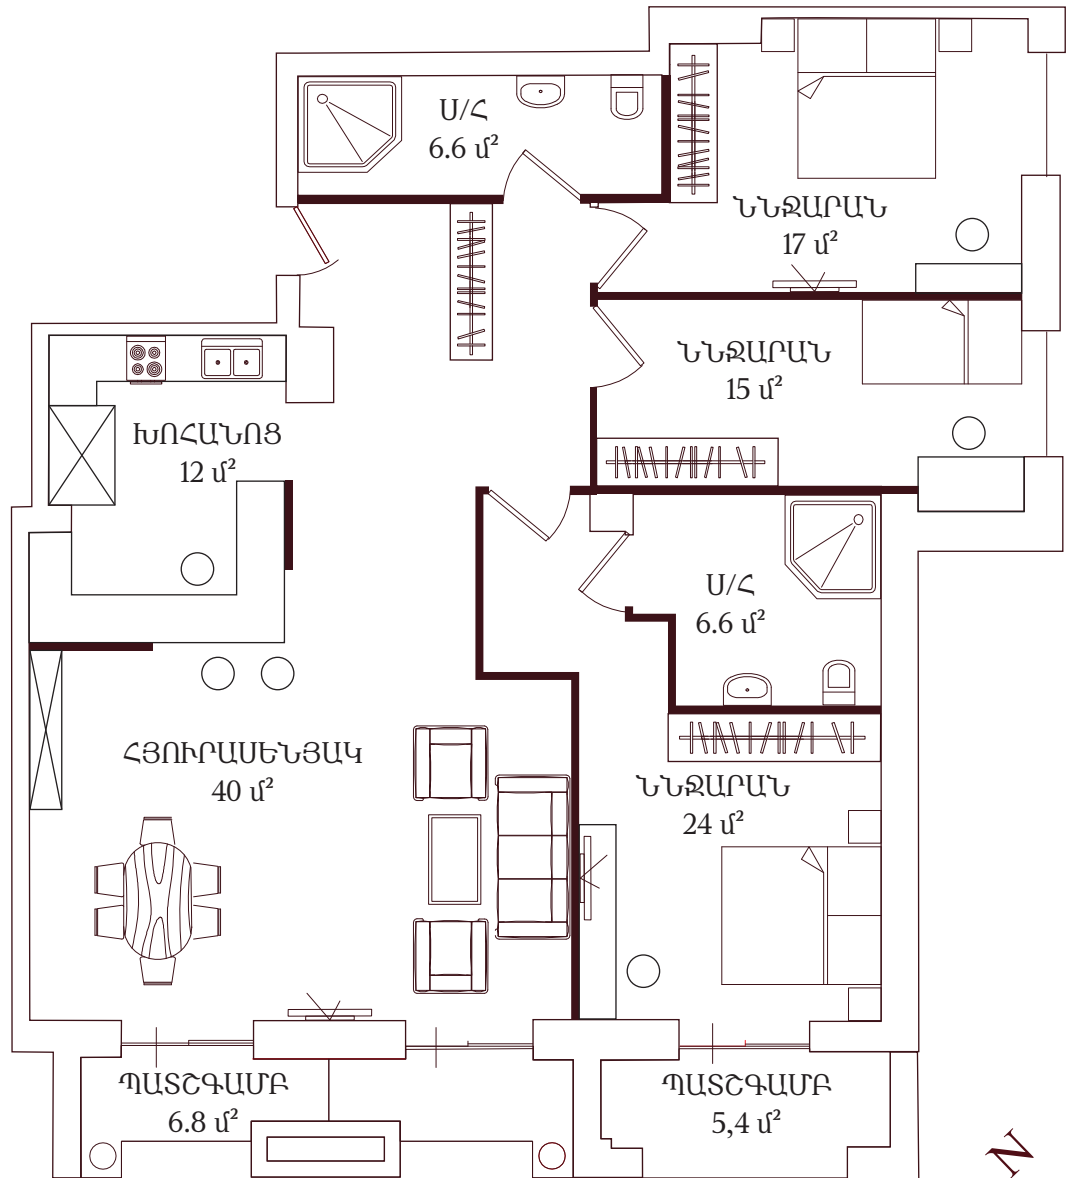 Ս/Հ
6.6 մ²
ՆՆՋԱՐԱՆ
17 մ²
ՆՆՋԱՐԱՆ
15 մ²
ԽՈՀԱՆՈՑ
12 մ²
Ս/Հ
6.6 մ²
ՀՅՈՒՐԱՍԵՆՅԱԿ
40 մ²
ՆՆՋԱՐԱՆ
24 մ²
ՊԱՏՇԳԱՄԲ
6.8 մ²
ՊԱՏՇԳԱՄԲ
5,4 մ²
N